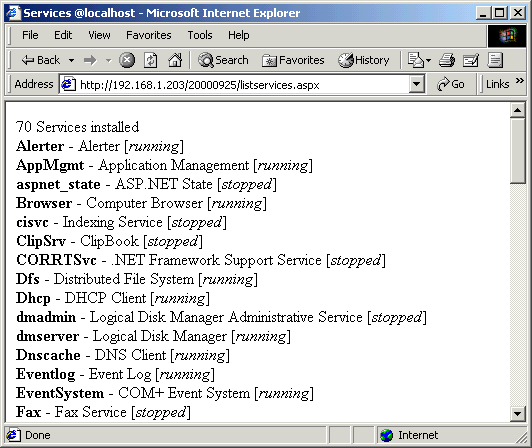 Services @localhost - Microsoft Internet Explorer
File Edit View Favorites Tools Help
Back Search Favorites History
Address http://192.168.1.203/20000925/listservices.aspx Go Links »
70 Services installed
Alerter - Alerter [running]
AppMgmt - Application Management [running]
aspnet_state - ASP.NET State [stopped]
Browser - Computer Browser [running]
cisvc - Indexing Service [stopped]
ClipSrv - ClipBook [stopped]
CORRTSvc - .NET Framework Support Service [stopped]
Dfs - Distributed File System [running]
Dhcp - DHCP Client [running]
dmadmin - Logical Disk Manager Administrative Service [stopped]
dmserver - Logical Disk Manager [running]
Dnscache - DNS Client [running]
Eventlog - Event Log [running]
EventSystem - COM+ Event System [running]
Fax - Fax Service [stopped]
Done Internet